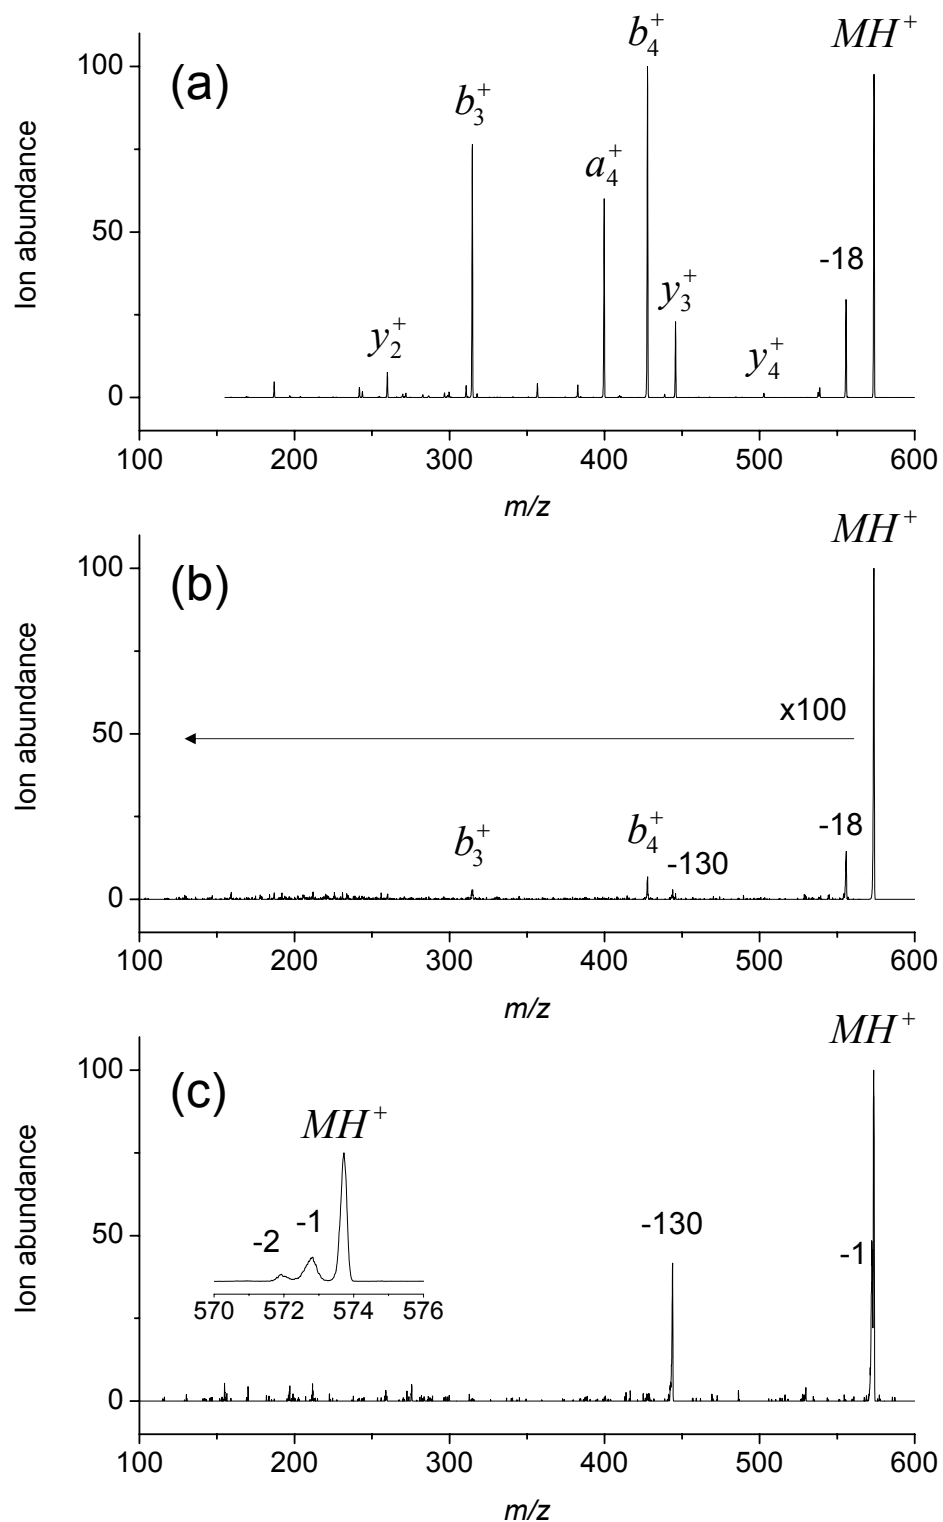 (a)
MH⁺
b₄⁺
b₃⁺
a₄⁺
-18
y₃⁺
y₂⁺
y₄⁺
100
50
0
Ion abundance
100 200 300 400 500 600
m/z
(b)
MH⁺
x100
b₃⁺
b₄⁺
-130
-18
100
50
0
Ion abundance
100 200 300 400 500 600
m/z
(c)
MH⁺
MH⁺
-1
-2
570 572 574 576
-130
-1
100
50
0
Ion abundance
100 200 300 400 500 600
m/z